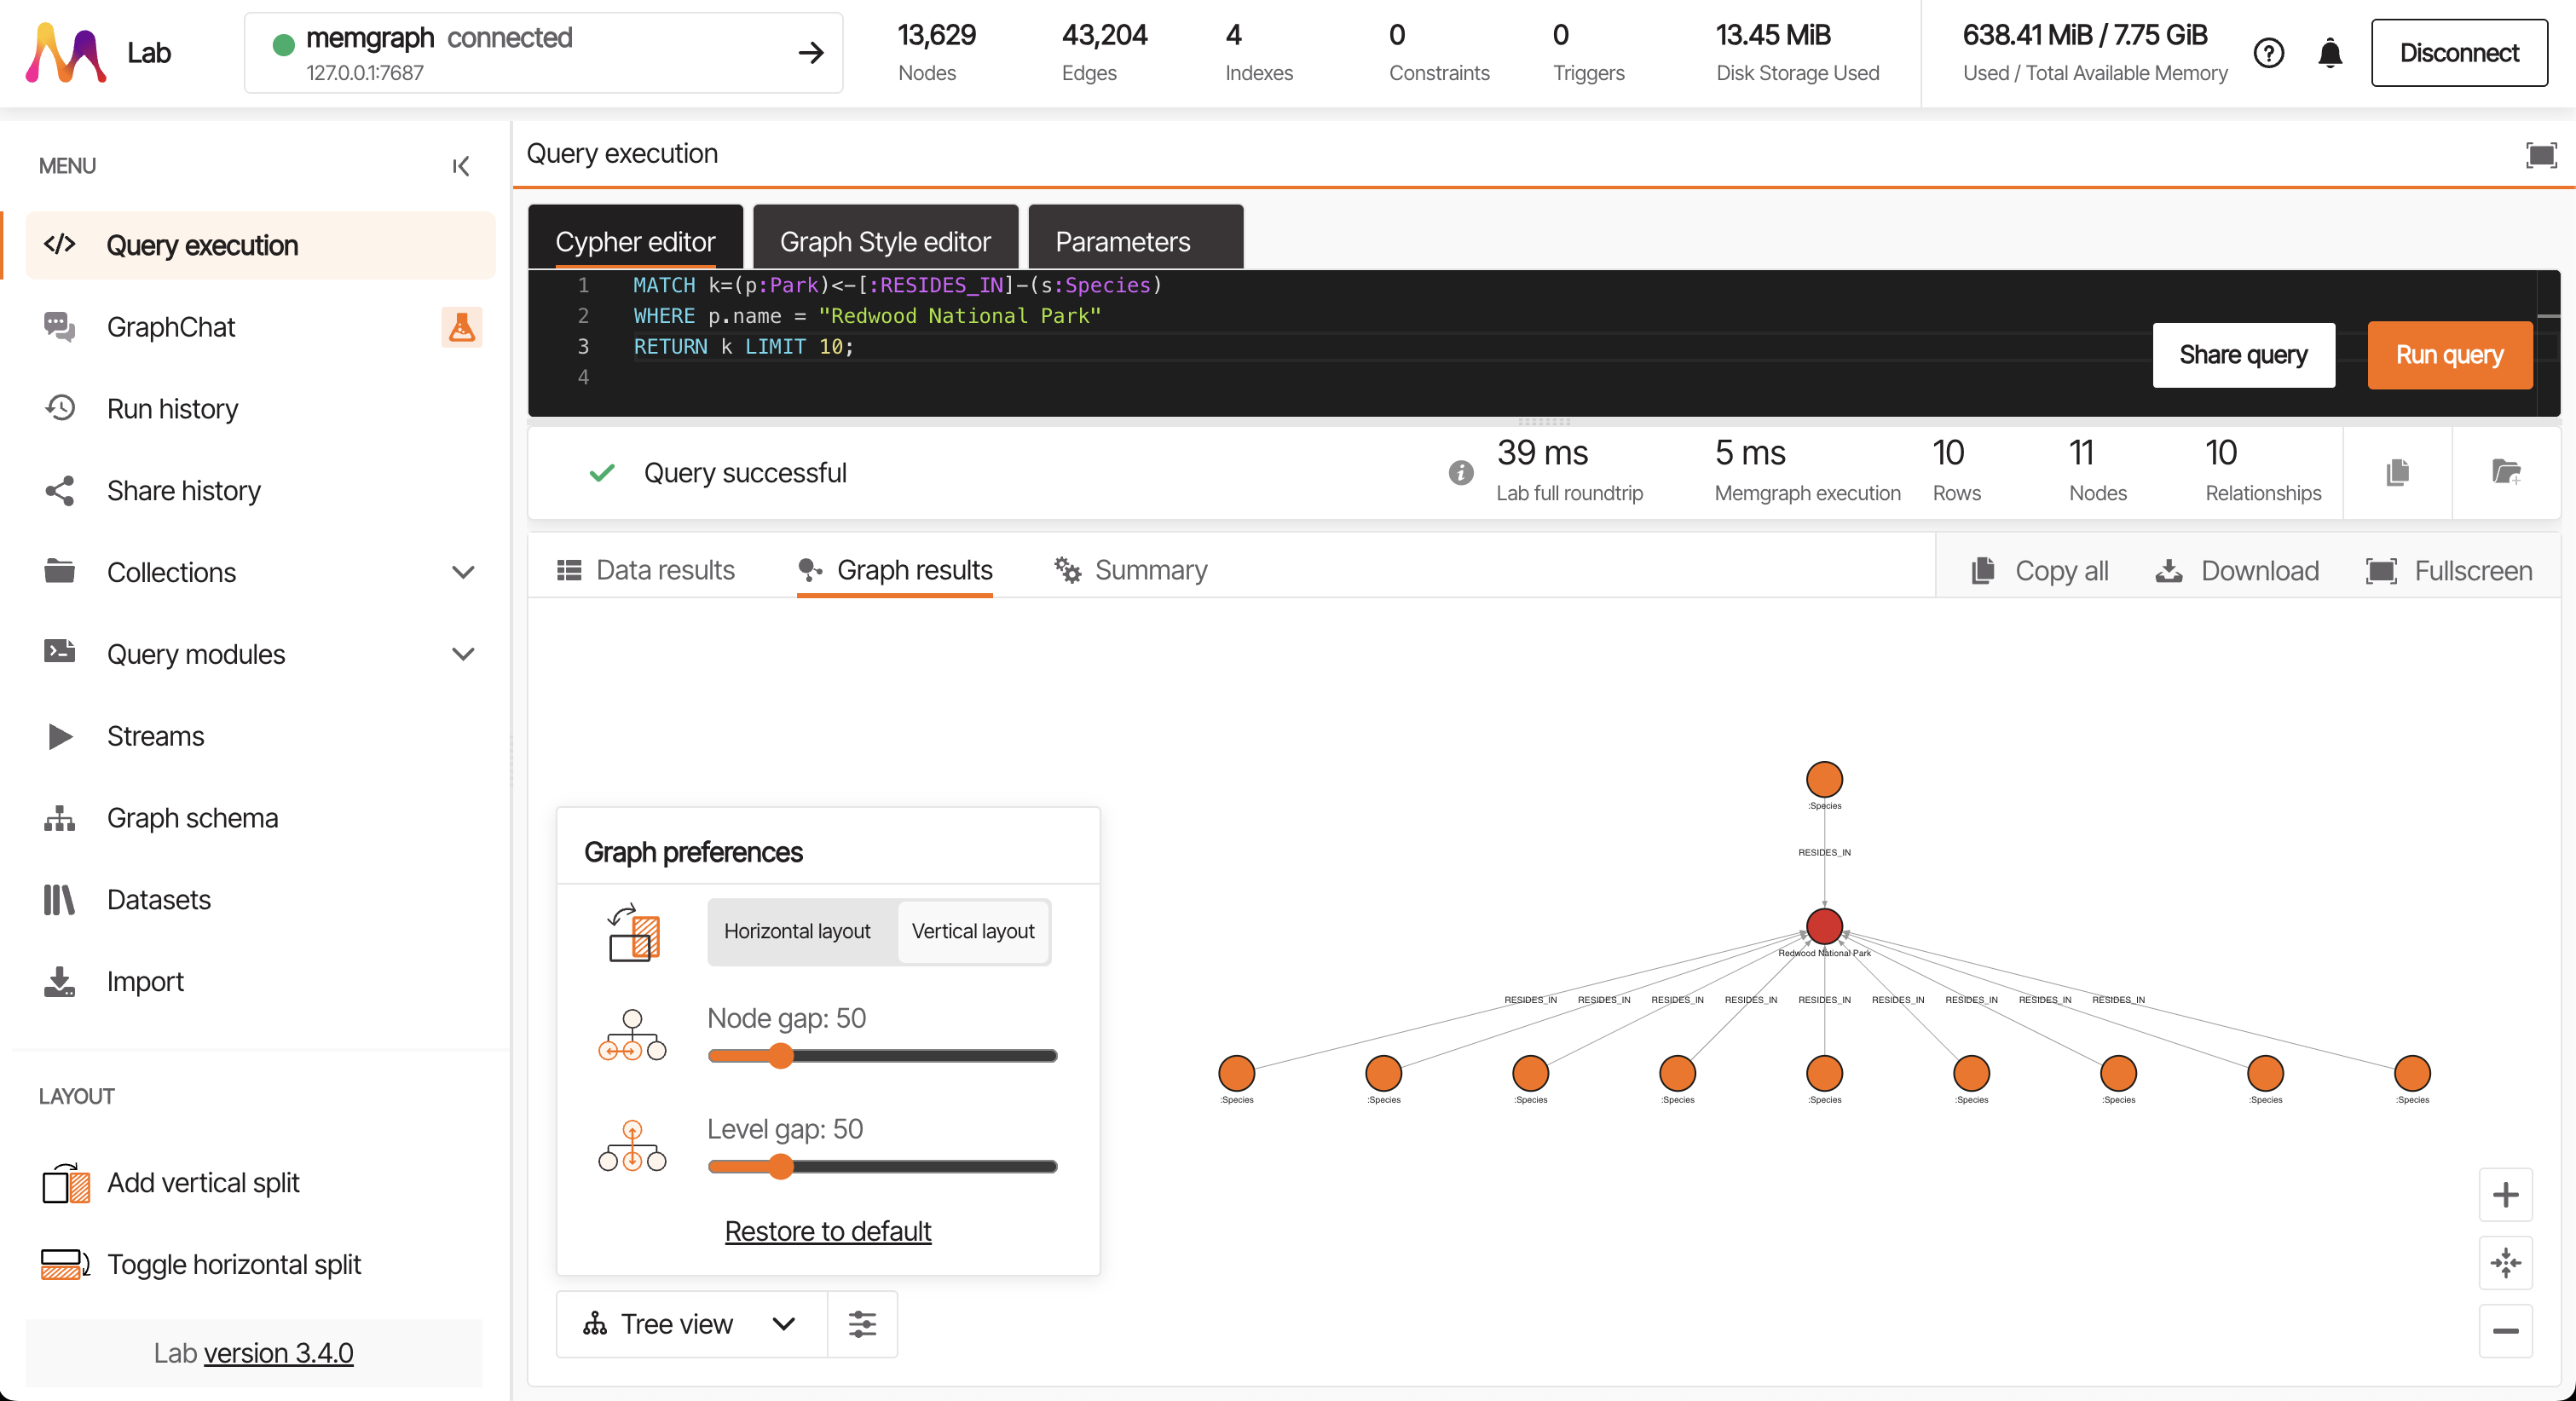 Lab
memgraph connected
127.0.0.1:7687
13,629
Nodes
43,204
Edges
4
Indexes
0
Constraints
0
Triggers
13.45 MiB
Disk Storage Used
638.41 MiB / 7.75 GiB
Used / Total Available Memory
Disconnect
MENU
Query execution
GraphChat
Run history
Share history
Collections
Query modules
Streams
Graph schema
Datasets
Import
LAYOUT
Add vertical split
Toggle horizontal split
Lab version 3.4.0
Query execution
Cypher editor
Graph Style editor
Parameters
1 MATCH k=(p:Park)<-[:RESIDES_IN]-(s:Species)
2 WHERE p.name = "Redwood National Park"
3 RETURN k LIMIT 10;
4
Share query
Run query
Query successful
39 ms
Lab full roundtrip
5 ms
Memgraph execution
10
Rows
11
Nodes
10
Relationships
Data results
Graph results
Summary
Copy all
Download
Fullscreen
:Species
RESIDES_IN
Redwood National Park
RESIDES_IN RESIDES_IN RESIDES_IN RESIDES_IN RESIDES_IN RESIDES_IN RESIDES_IN RESIDES_IN RESIDES_IN
:Species :Species :Species :Species :Species :Species :Species :Species :Species
Graph preferences
Horizontal layout
Vertical layout
Node gap: 50
Level gap: 50
Restore to default
Tree view